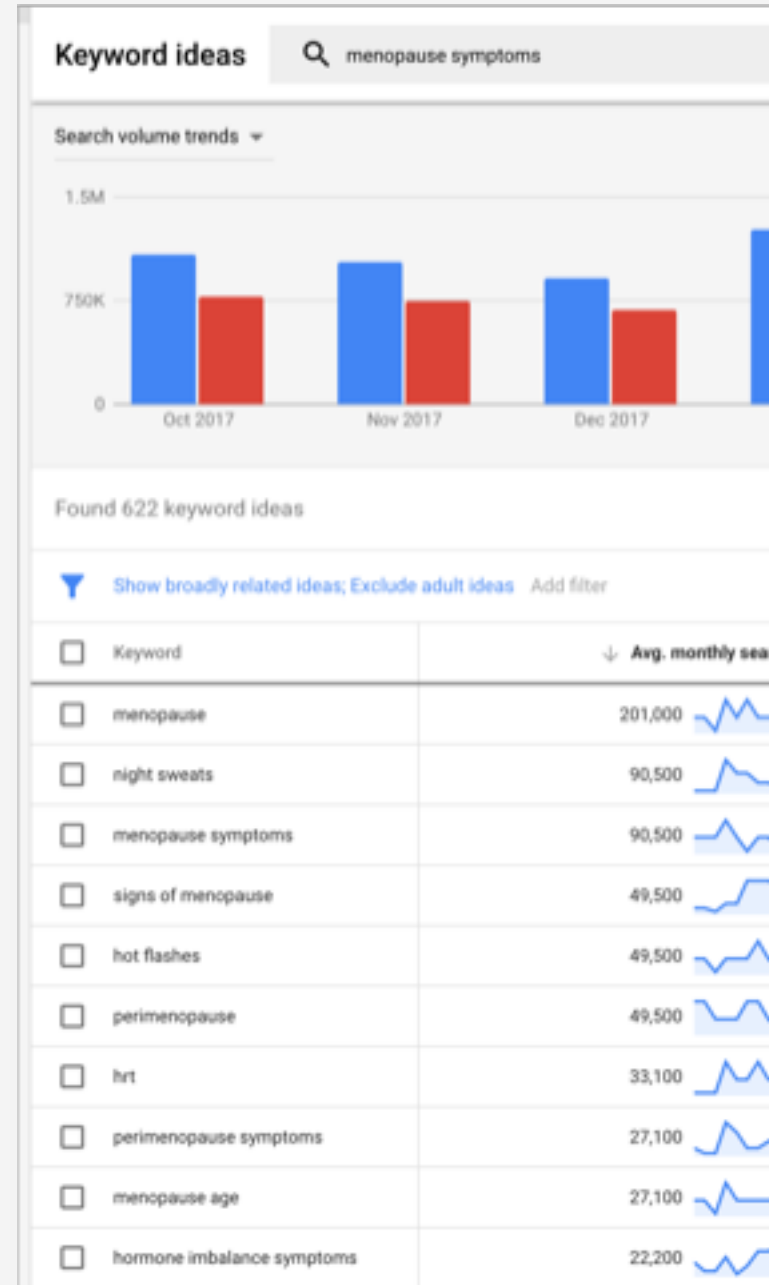 Keyword ideas menopause symptoms
Search volume trends
1.5M
750K
0
Oct 2017 Nov 2017 Dec 2017
Found 622 keyword ideas
Show broadly related ideas; Exclude adult ideas Add filter
Keyword Avg. monthly sea
menopause 201,000
night sweats 90,500
menopause symptoms 90,500
signs of menopause 49,500
hot flashes 49,500
perimenopause 49,500
hrt 33,100
perimenopause symptoms 27,100
menopause age 27,100
hormone imbalance symptoms 22,200